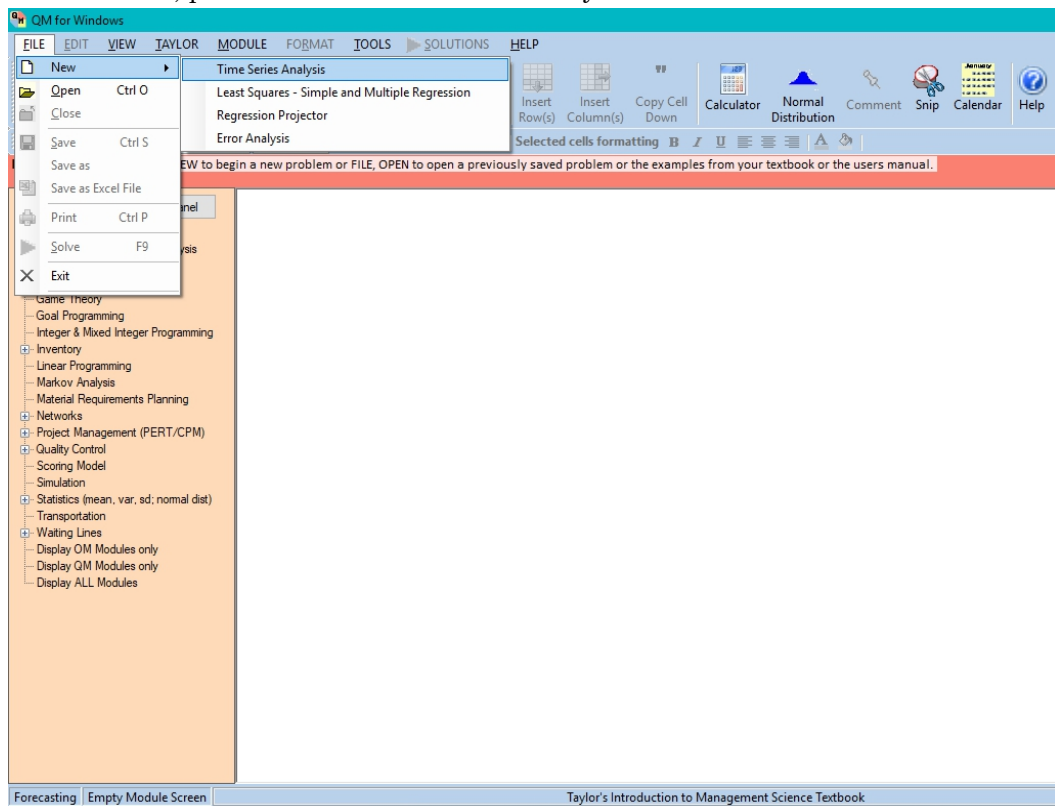 QM for Windows
FILE EDIT VIEW TAYLOR MODULE FORMAT TOOLS SOLUTIONS HELP
New
Open Ctrl O
Close
Save Ctrl S
Save as
Save as Excel File
Print Ctrl P
Solve F9
Exit
Time Series Analysis
Least Squares - Simple and Multiple Regression
Regression Projector
Error Analysis
Insert Row(s)
Insert Column(s)
Copy Cell Down
Calculator
Normal Distribution
Comment
Snip
January
Calendar
Help
Selected cells formatting B I U A
EW to begin a new problem or FILE, OPEN to open a previously saved problem or the examples from your textbook or the users manual.
nel
ysis
Game Theory
Goal Programming
Integer & Mixed Integer Programming
Inventory
Linear Programming
Markov Analysis
Material Requirements Planning
Networks
Project Management (PERT/CPM)
Quality Control
Scoring Model
Simulation
Statistics (mean, var, sd; normal dist)
Transportation
Waiting Lines
Display OM Modules only
Display QM Modules only
Display ALL Modules
Forecasting Empty Module Screen Taylor's Introduction to Management Science Textbook